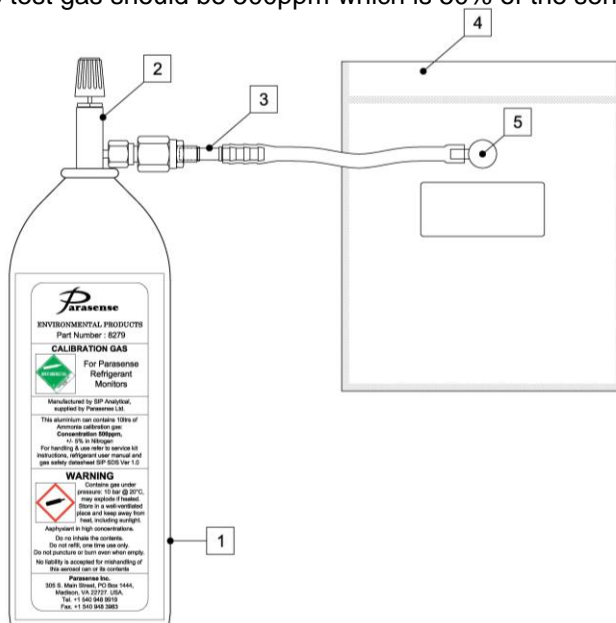 test gas should be 500ppm which is 50% of the
4
2
3
5
Parasense
ENVIRONMENTAL PRODUCTS
Part Number : 8279
CALIBRATION GAS
For Parasense
Refrigerant
Monitors
Manufactured by SIP Analytical,
supplied by Parasense Ltd.
This aluminium can contains 10ltrs of
Ammonia calibration gas:
Concentration 500ppm,
+/- 5% in Nitrogen
For handling & use refer to service kit
instructions, refrigerant user manual and
gas safety datasheet SIP SDS Ver 1.0
WARNING
Contains gas under
pressure: 10 bar @ 20°C,
may explode if heated.
Store in a well-ventilated
place and keep away from
heat, including sunlight.
Asphyxiant in high concentrations.
Do no inhale the contents.
Do not refill, one time use only.
Do not puncture or burn even when empty.
No liability is accepted for mishandling of
this aerosol can or its contents
1
Parasense Inc.
305 S. Main Street, PO Box 1444,
Madison, VA 22727. USA.
Tel. +1 540 948 9919
Fax. +1 540 948 3983